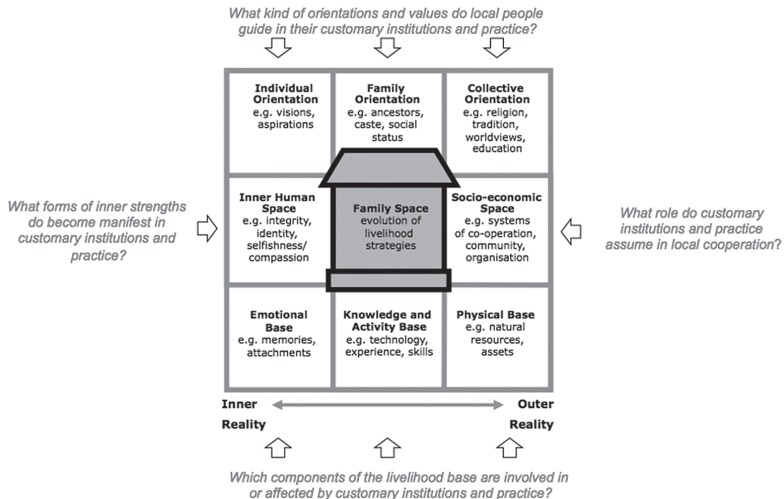 What kind of orientations and values do local people
guide in their customary institutions and practice?
Individual
Orientation
e.g. visions,
aspirations
Family
Orientation
e.g. ancestors,
caste, social
status
Collective
Orientation
e.g. religion,
tradition,
worldviews,
education
What forms of inner strengths
do become manifest in
customary institutions and
practice?
Inner Human
Space
e.g. integrity,
identity,
selfishness/
compassion
Family Space
evolution of
livelihood
strategies
Socio-economic
Space
e.g. systems
of co-operation,
community,
organisation
What role do customary
institutions and practice
assume in local cooperation?
Emotional
Base
e.g. memories,
attachments
Knowledge and
Activity Base
e.g. technology,
experience, skills
Physical Base
e.g. natural
resources,
assets
Inner
Reality
Outer
Reality
Which components of the livelihood base are involved in
or affected by customary institutions and practice?